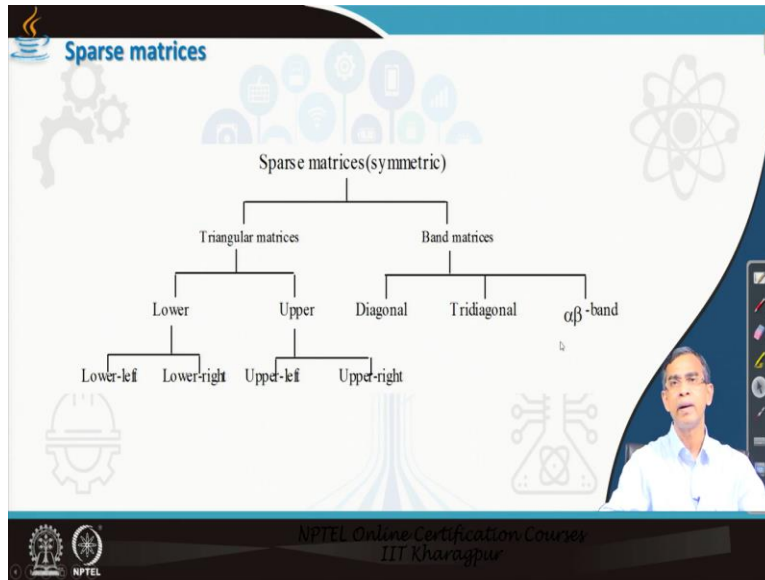 Sparse matrices
Sparse matrices(symmetric)
Triangular matrices Band matrices
Lower Upper Diagonal Tridiagonal αβ-band
Lower-left Lower-right Upper-left Upper-right
NPTEL Online Certification Courses
IIT Kharagpur
NPTEL